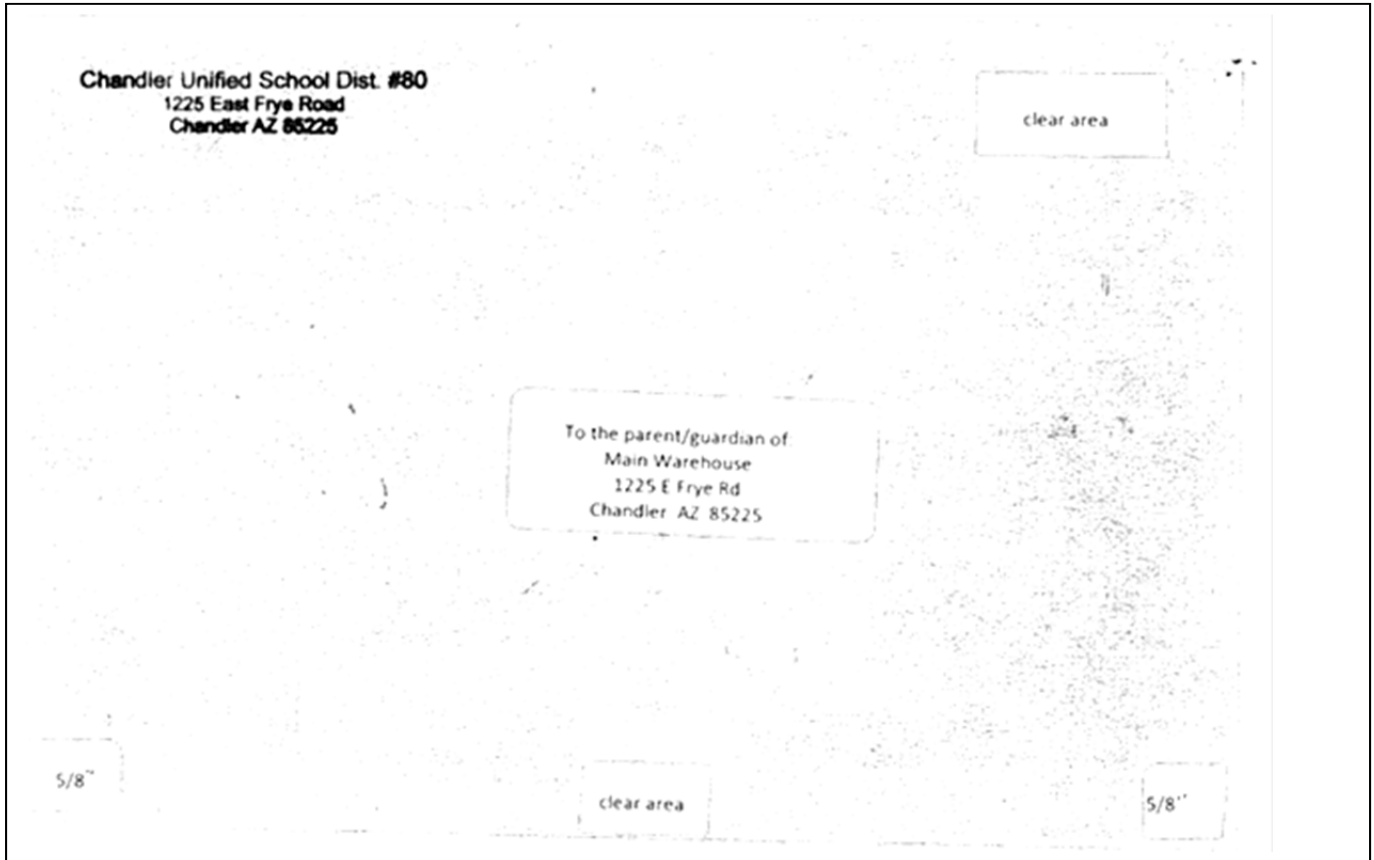 Chandler Unified School Dist. #80
1225 East Frye Road
Chandler AZ 85225
clear area
To the parent/guardian of
Main Warehouse
1225 E Frye Rd
Chandler AZ 85225
5/8"
clear area
5/8"